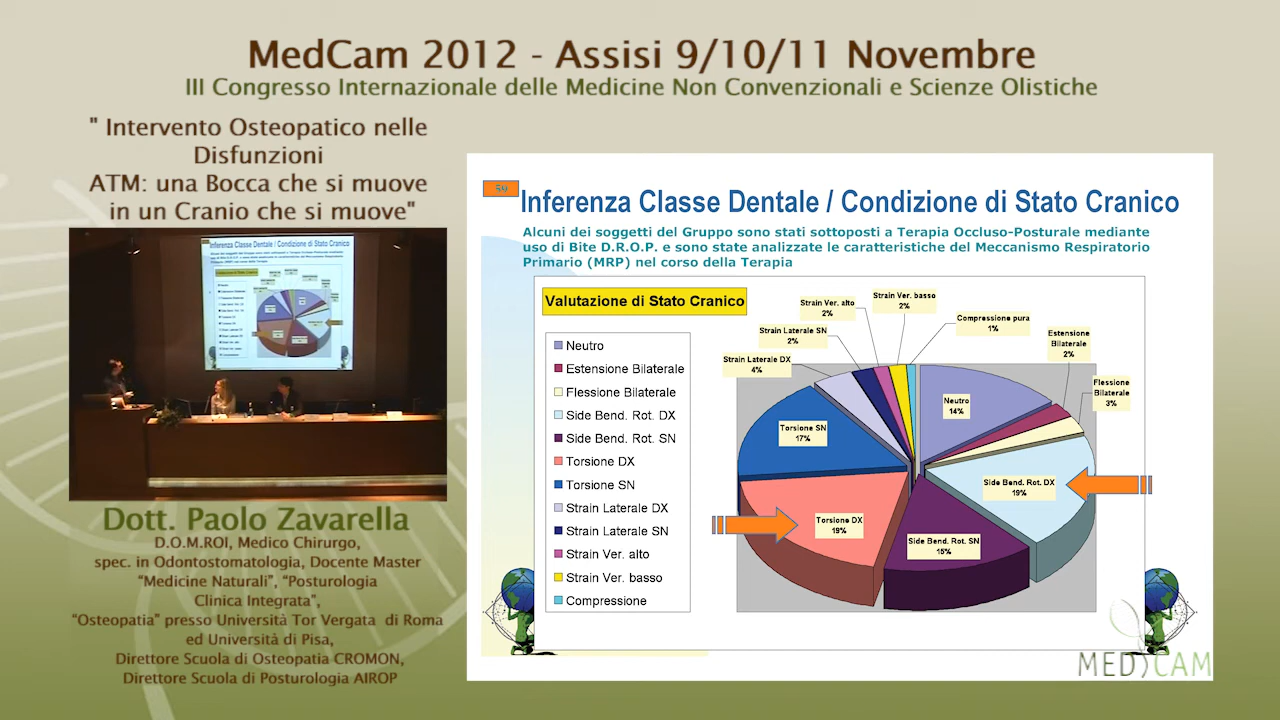 MedCam 2012 - Assisi 9/10/11 Novembre
III Congresso Internazionale delle Medicine Non Convenzionali e Scienze Olistiche
" Intervento Osteopatico nelle
Disfunzioni
ATM: una Bocca che si muove
in un Cranio che si muove"
Inferenza Classe Dentale / Condizione di Stato Cranico
Dott. Paolo Zavarella
D.O.M.ROI, Medico Chirurgo,
spec. in Odontostomatologia, Docente Master
"Medicine Naturali", "Posturologia
Clinica Integrata",
"Osteopatia" presso Università Tor Vergata di Roma
ed Università di Pisa,
Direttore Scuola di Osteopatia CROMON,
Direttore Scuola di Posturologia AIROP
59
Inferenza Classe Dentale / Condizione di Stato Cranico
Alcuni dei soggetti del Gruppo sono stati sottoposti a Terapia Occluso-Posturale mediante
uso di Bite D.R.O.P. e sono state analizzate le caratteristiche del Meccanismo Respiratorio
Primario (MRP) nel corso della Terapia
Valutazione di Stato Cranico
Neutro
Estensione Bilaterale
Flessione Bilaterale
Side Bend. Rot. DX
Side Bend. Rot. SN
Torsione DX
Torsione SN
Strain Laterale DX
Strain Laterale SN
Strain Ver. alto
Strain Ver. basso
Compressione
Strain Ver. alto
2%
Strain Ver. basso
2%
Compressione pura
1%
Strain Laterale SN
2%
Estensione
Bilaterale
2%
Strain Laterale DX
4%
Flessione
Bilaterale
3%
Neutro
14%
Torsione SN
17%
Side Bend. Rot. DX
19%
Torsione DX
19%
Side Bend. Rot. SN
15%
MEDCAM